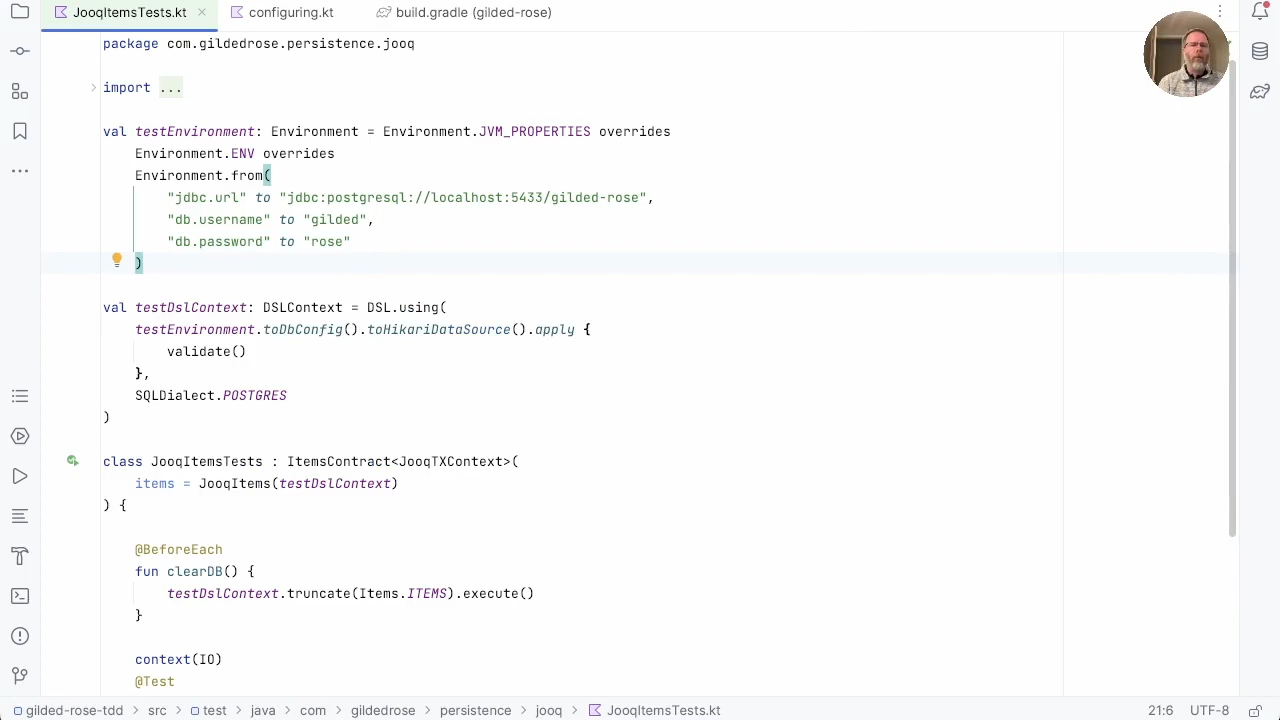 JooqItemsTests.kt
configuring.kt
build.gradle (gilded-rose)
package com.gildedrose.persistence.jooq
import ...
val testEnvironment: Environment = Environment.JVM_PROPERTIES overrides
Environment.ENV overrides
Environment.from(
"jdbc.url" to "jdbc:postgresql://localhost:5433/gilded-rose",
"db.username" to "gilded",
"db.password" to "rose"
)
val testDslContext: DSLContext = DSL.using(
testEnvironment.toDbConfig().toHikariDataSource().apply {
validate()
},
SQLDialect.POSTGRES
)
class JooqItemsTests : ItemsContract<JooqTXContext>(
items = JooqItems(testDslContext)
) {
@BeforeEach
fun clearDB() {
testDslContext.truncate(Items.ITEMS).execute()
}
context(IO)
@Test
gilded-rose-tdd > src > test > java > com > gildedrose > persistence > jooq > JooqItemsTests.kt
21:6 UTF-8